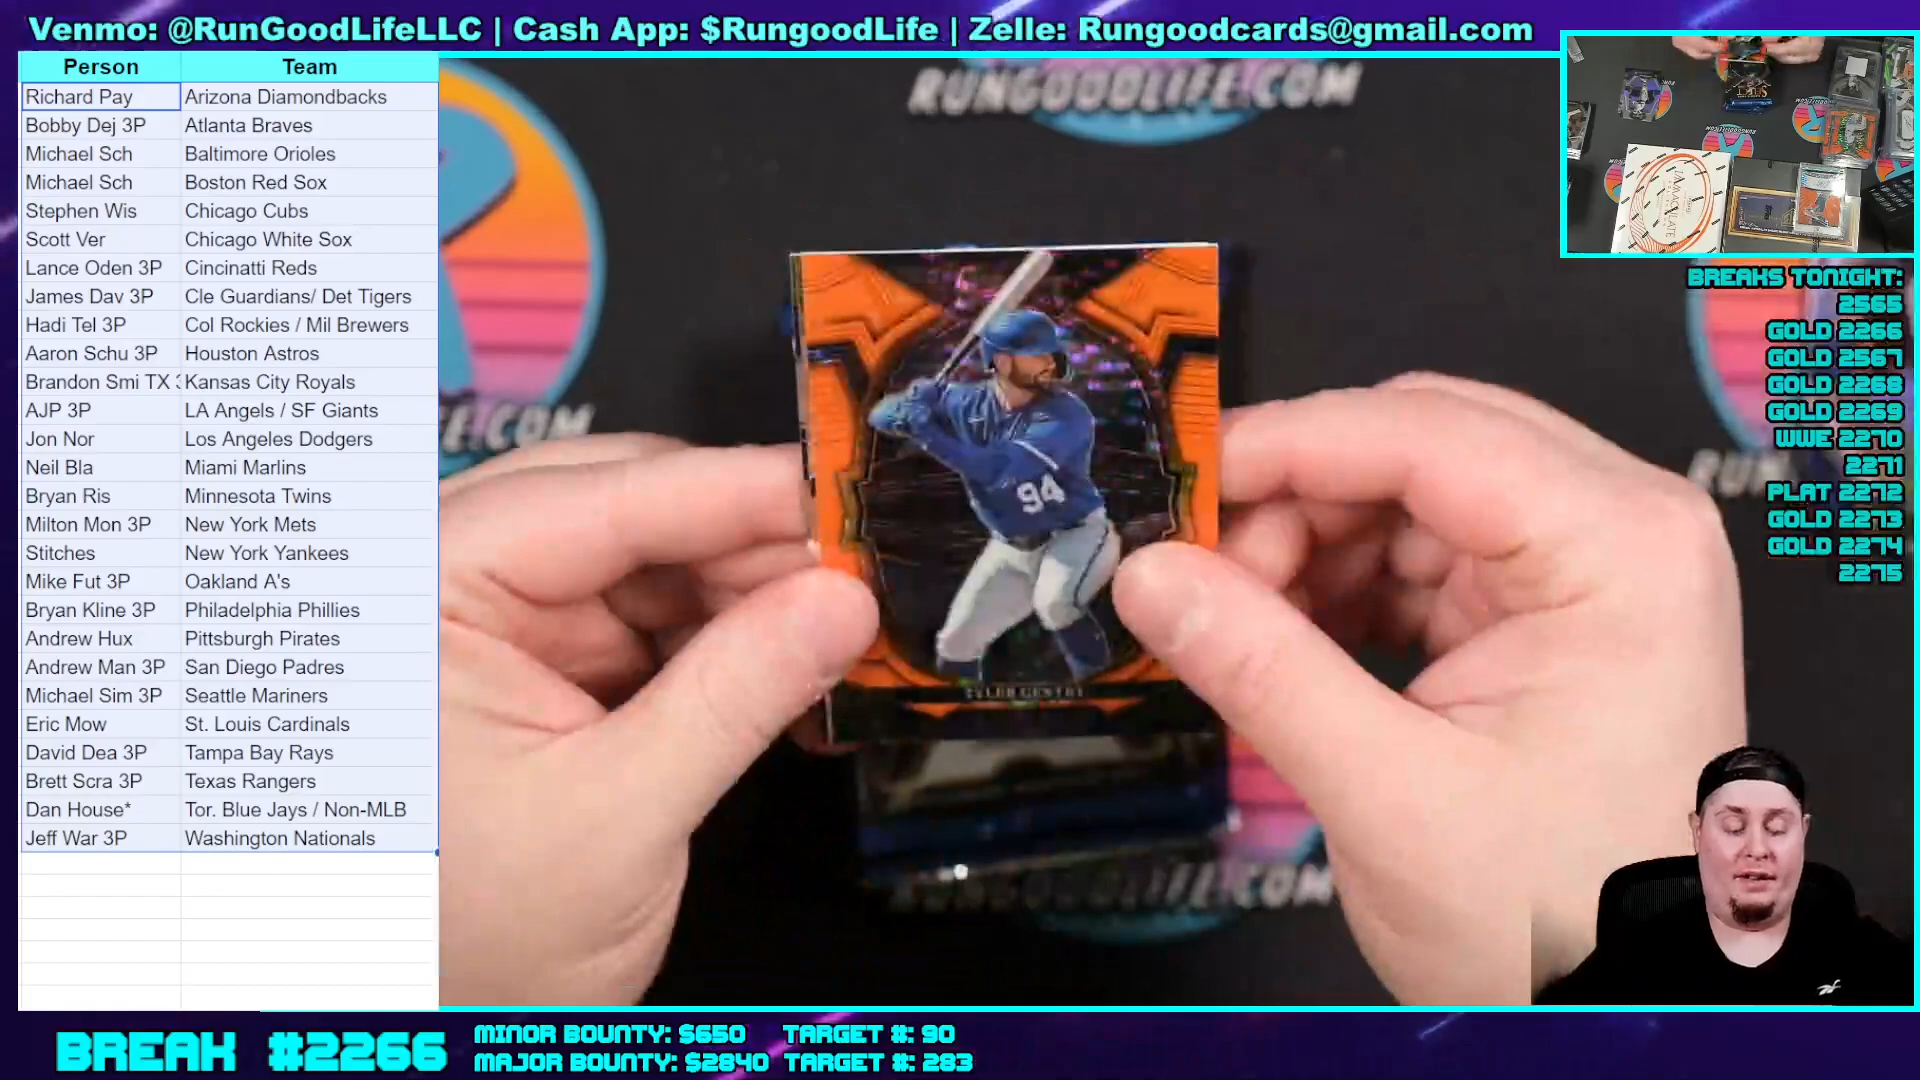 Venmo: @RunGoodLifeLLC | Cash App: $RungoodLife | Zelle: Rungoodcards@gmail.com
Person Team
Richard Pay Arizona Diamondbacks
Bobby Dej 3P Atlanta Braves
Michael Sch Baltimore Orioles
Michael Sch Boston Red Sox
Stephen Wis Chicago Cubs
Scott Ver Chicago White Sox
Lance Oden 3P Cincinatti Reds
James Dav 3P Cle Guardians/ Det Tigers
Hadi Tel 3P Col Rockies / Mil Brewers
Aaron Schu 3P Houston Astros
Brandon Smi TX Kansas City Royals
AJP 3P LA Angels / SF Giants
Jon Nor Los Angeles Dodgers
Neil Bla Miami Marlins
Bryan Ris Minnesota Twins
Milton Mon 3P New York Mets
Stitches New York Yankees
Mike Fut 3P Oakland A's
Bryan Kline 3P Philadelphia Phillies
Andrew Hux Pittsburgh Pirates
Andrew Man 3P San Diego Padres
Michael Sim 3P Seattle Mariners
Eric Mow St. Louis Cardinals
David Dea 3P Tampa Bay Rays
Brett Scra 3P Texas Rangers
Dan House* Tor. Blue Jays / Non-MLB
Jeff War 3P Washington Nationals
RUNGOODLIFE.COM
FE.COM
94
TYLER GENTRY
RUN
RUNGOODLIFE.COM
IMMACULATE
BREAKS TONIGHT:
2565
GOLD 2266
GOLD 2567
GOLD 2268
GOLD 2269
WWE 2270
2271
PLAT 2272
GOLD 2273
GOLD 2274
2275
BREAK #2266
MINOR BOUNTY: $650 TARGET #: 90
MAJOR BOUNTY: $2840 TARGET #: 283